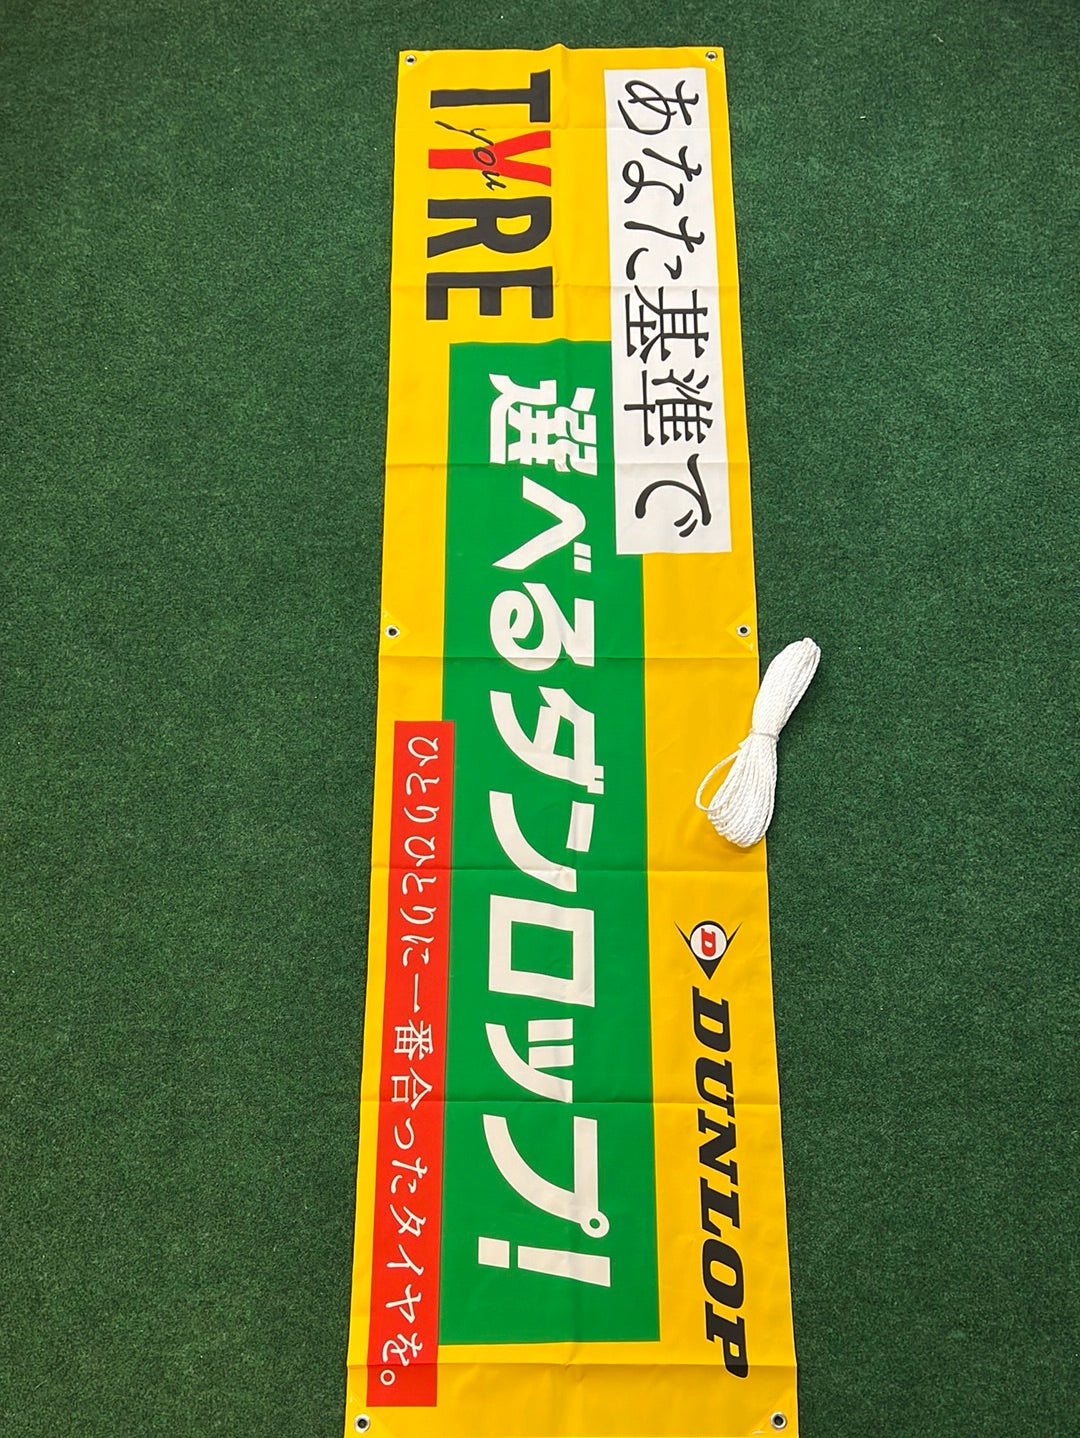 あなた基準で
DUNLOP
選べるダンロップ!
TYRE
you
ひとりひとりに一番合ったタイヤを。